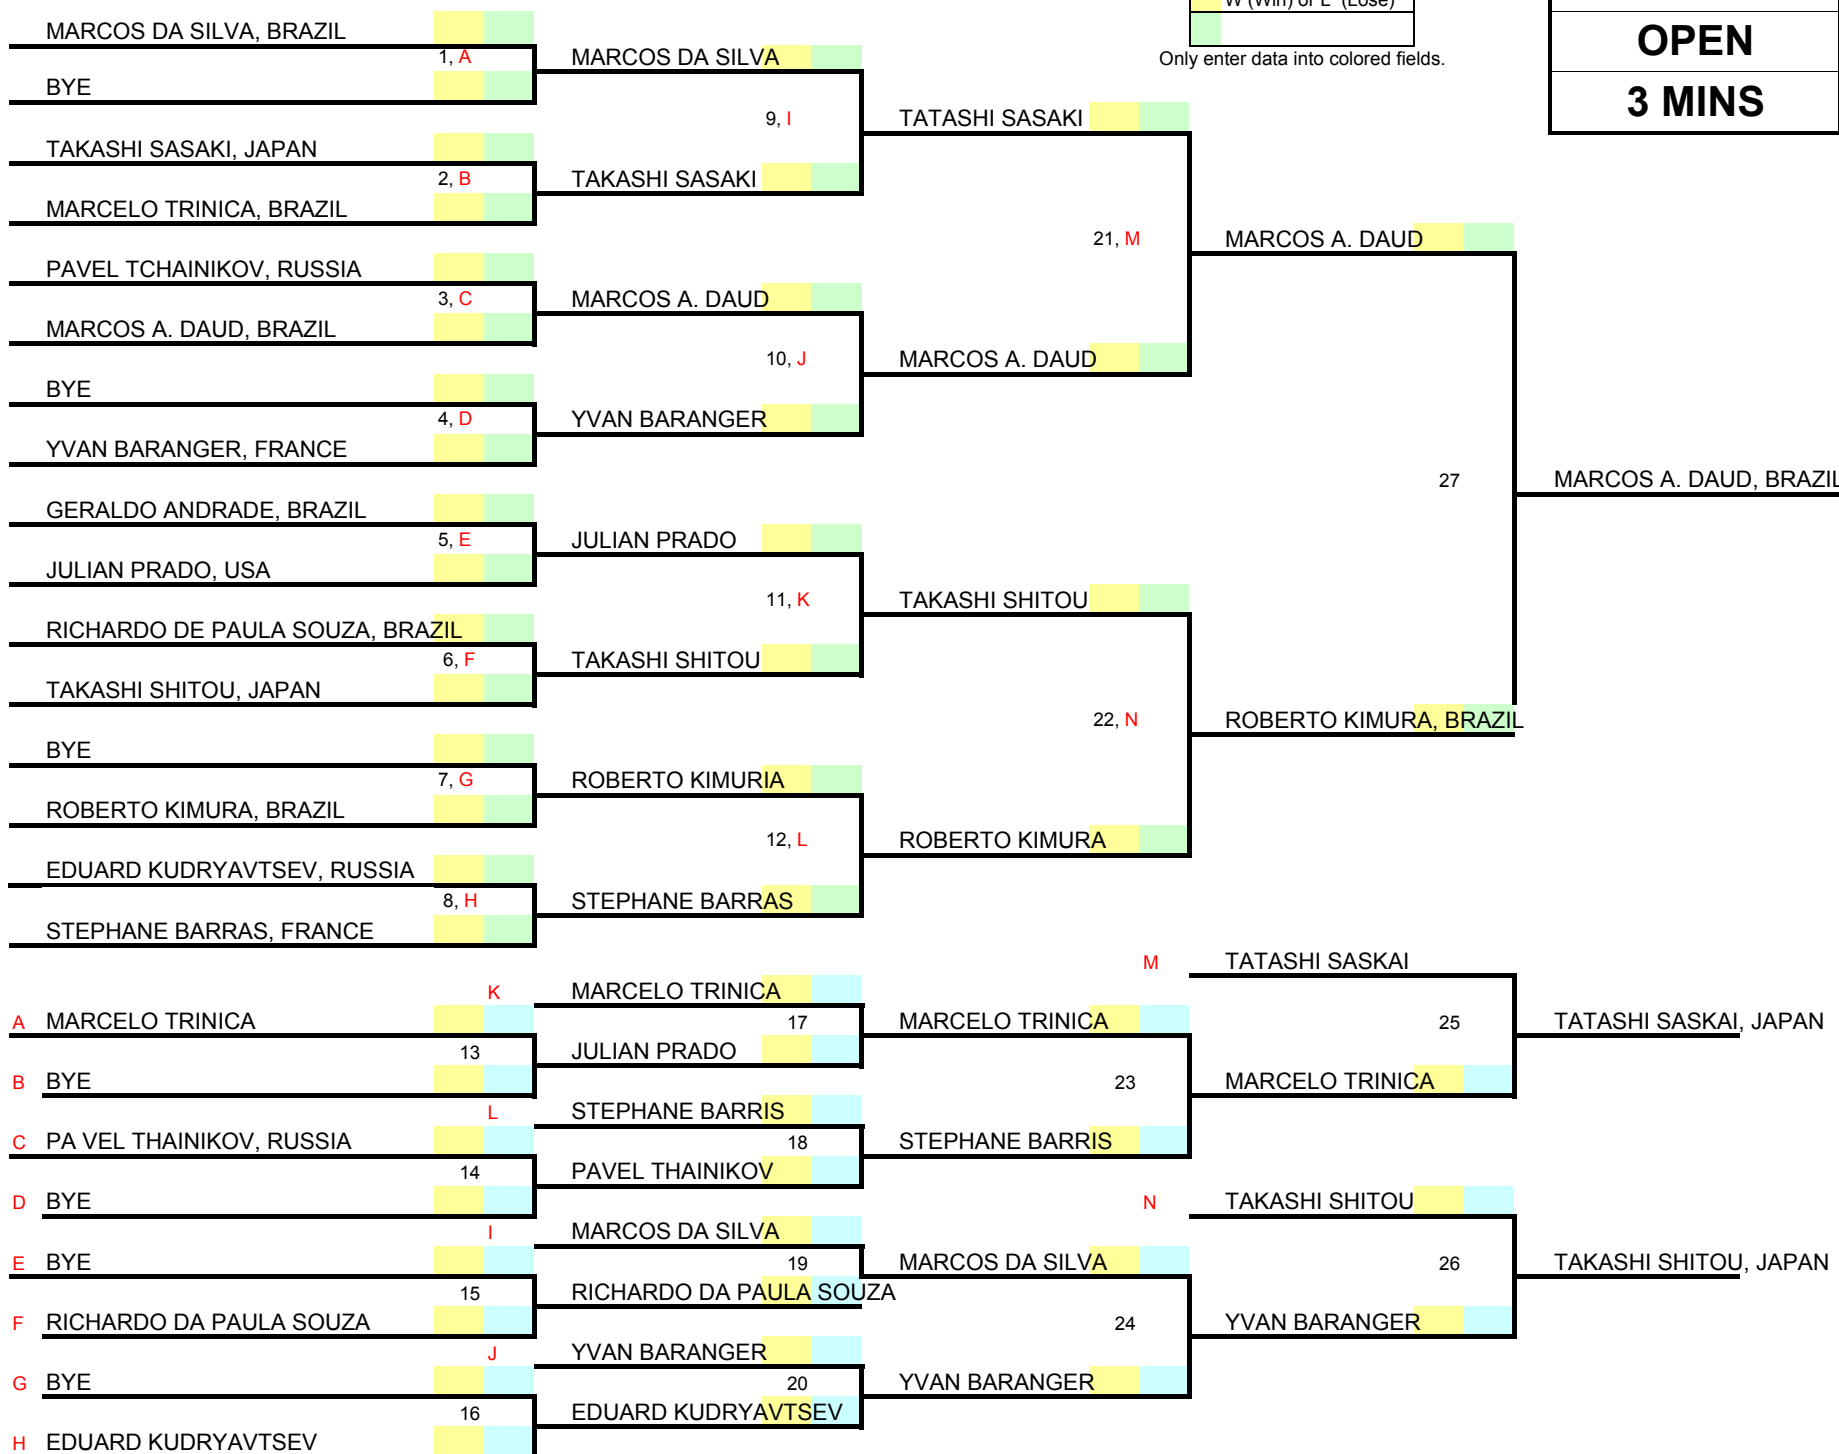 W (Win) or L (Lose)
Only enter data into colored fields.
OPEN
3 MINS
MARCOS DA SILVA, BRAZIL
1, A
BYE
TAKASHI SASAKI, JAPAN
2, B
MARCELO TRINICA, BRAZIL
PAVEL TCHAINIKOV, RUSSIA
3, C
MARCOS A. DAUD, BRAZIL
BYE
4, D
YVAN BARANGER, FRANCE
GERALDO ANDRADE, BRAZIL
5, E
JULIAN PRADO, USA
RICHARDO DE PAULA SOUZA, BRAZIL
6, F
TAKASHI SHITOU, JAPAN
BYE
7, G
ROBERTO KIMURA, BRAZIL
EDUARD KUDRYAVTSEV, RUSSIA
8, H
STEPHANE BARRAS, FRANCE
MARCOS DA SILVA
9, I
TAKASHI SASAKI
MARCOS A. DAUD
10, J
YVAN BARANGER
JULIAN PRADO
11, K
TAKASHI SHITOU
ROBERTO KIMURIA
12, L
STEPHANE BARRAS
TATASHI SASAKI
21, M
MARCOS A. DAUD
TAKASHI SHITOU
22, N
ROBERTO KIMURA
MARCOS A. DAUD
27
ROBERTO KIMURA, BRAZIL
MARCOS A. DAUD, BRAZIL
A MARCELO TRINICA
13
B BYE
C PA VEL THAINIKOV, RUSSIA
14
D BYE
E BYE
15
F RICHARDO DA PAULA SOUZA
G BYE
16
H EDUARD KUDRYAVTSEV
K MARCELO TRINICA
17
JULIAN PRADO
L STEPHANE BARRIS
18
PAVEL THAINIKOV
I MARCOS DA SILVA
19
RICHARDO DA PAULA SOUZA
J YVAN BARANGER
20
EDUARD KUDRYAVTSEV
MARCELO TRINICA
23
STEPHANE BARRIS
MARCOS DA SILVA
24
YVAN BARANGER
M TATASHI SASKAI
25
MARCELO TRINICA
N TAKASHI SHITOU
26
YVAN BARANGER
TATASHI SASKAI, JAPAN
TAKASHI SHITOU, JAPAN